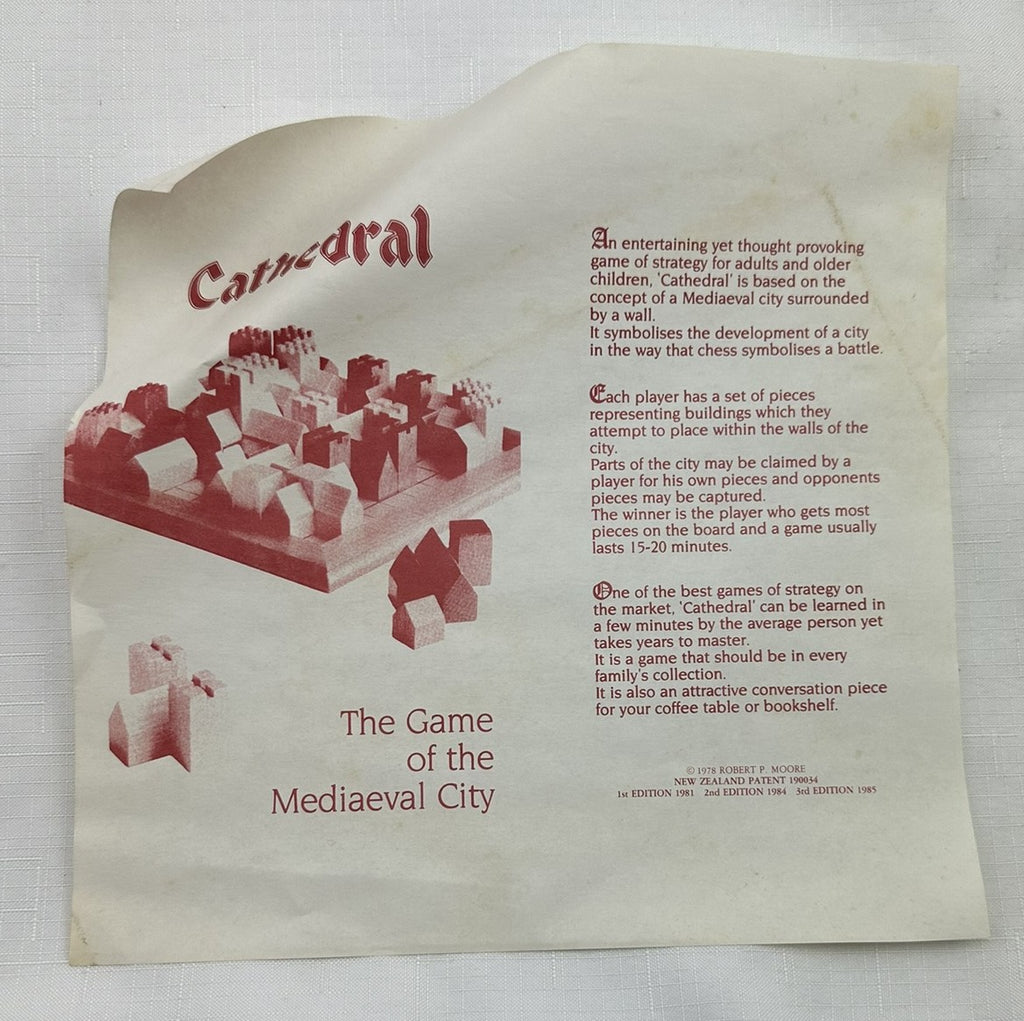 Cathedral
The Game
of the
Mediaeval City
An entertaining yet thought provoking
game of strategy for adults and older
children, 'Cathedral' is based on the
concept of a Mediaeval city surrounded
by a wall.
It symbolises the development of a city
in the way that chess symbolises a battle.
Each player has a set of pieces
representing buildings which they
attempt to place within the walls of the
city.
Parts of the city may be claimed by a
player for his own pieces and opponents
pieces may be captured.
The winner is the player who gets most
pieces on the board and a game usually
lasts 15-20 minutes.
One of the best games of strategy on
the market, 'Cathedral' can be learned in
a few minutes by the average person yet
takes years to master.
It is a game that should be in every
family's collection.
It is also an attractive conversation piece
for your coffee table or bookshelf.
© 1978 ROBERT P. MOORE
NEW ZEALAND PATENT 190034
1st EDITION 1981 2nd EDITION 1984 3rd EDITION 1985